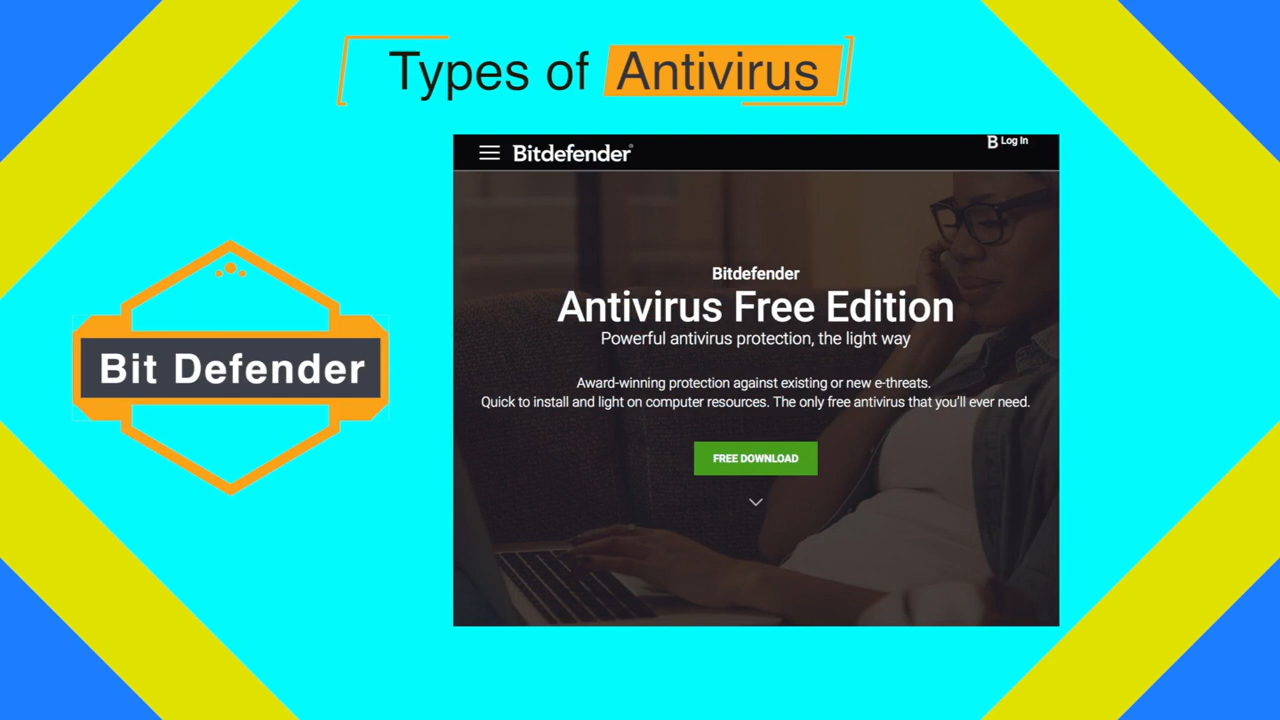 Types of Antivirus
Bit Defender
Bitdefender®
B Log In
Bitdefender
Antivirus Free Edition
Powerful antivirus protection, the light way
Award-winning protection against existing or new e-threats.
Quick to install and light on computer resources. The only free antivirus that you'll ever need.
FREE DOWNLOAD